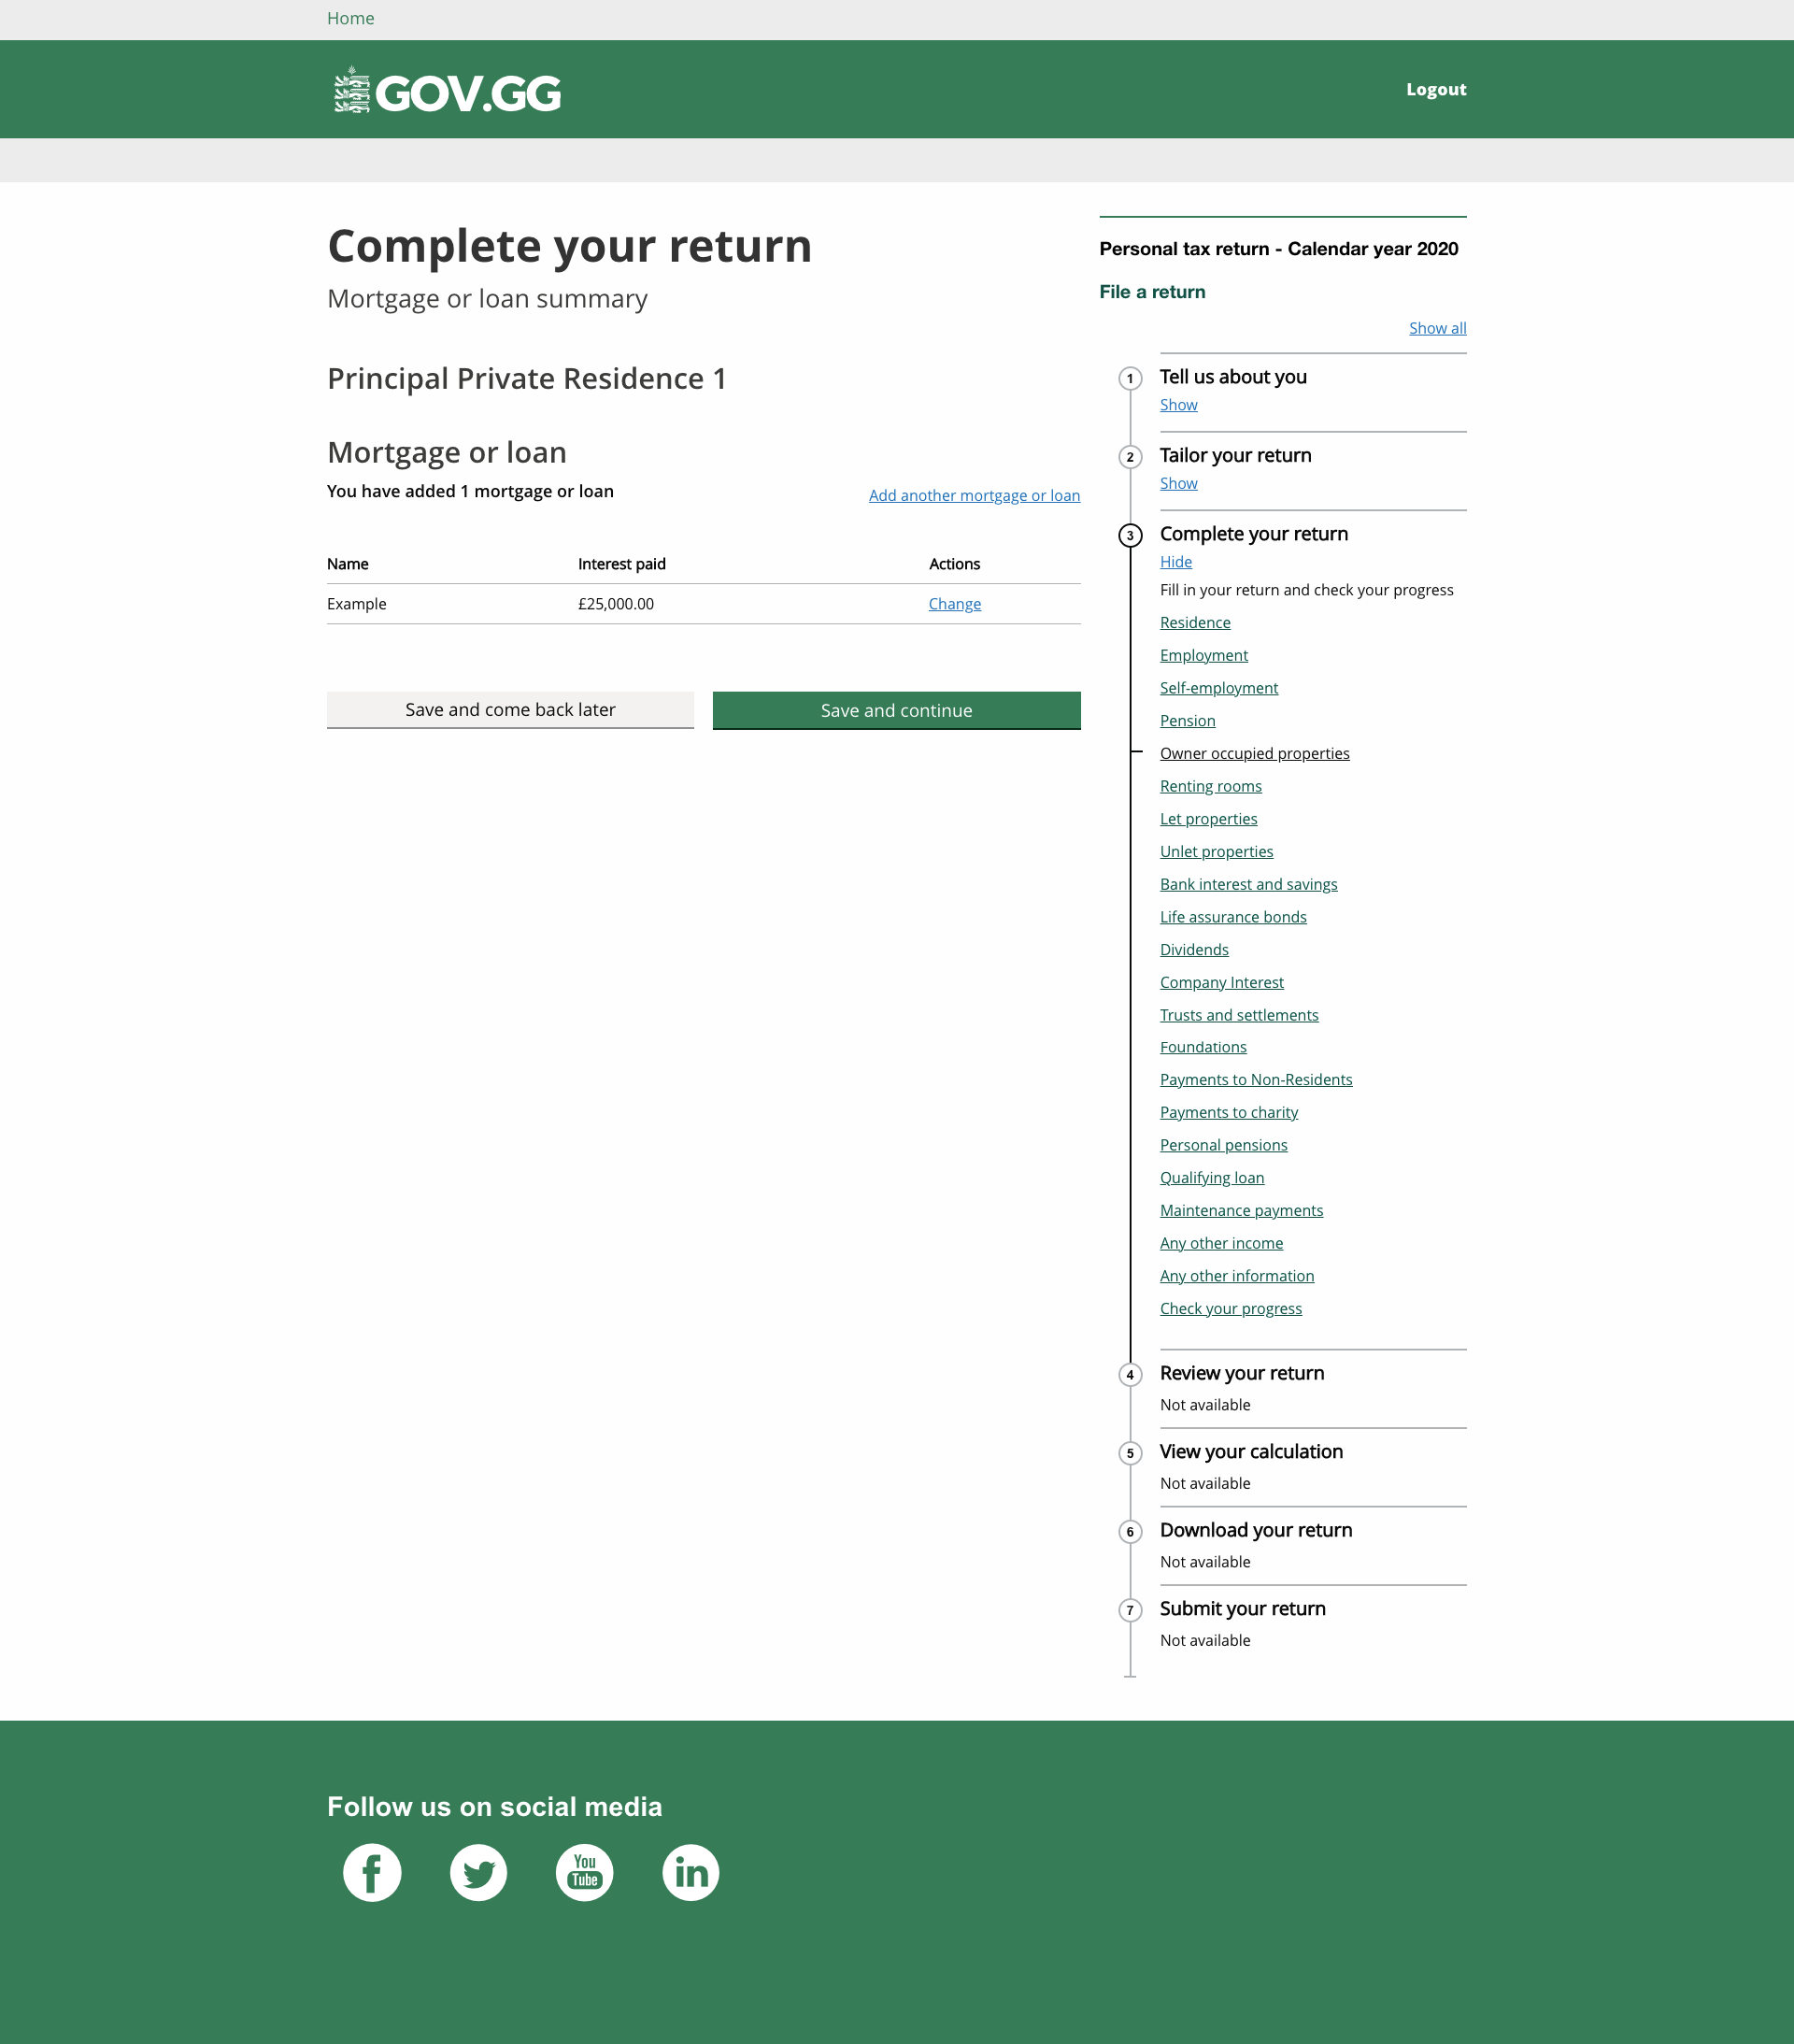 Home
GOV.GG
Logout
Complete your return
Mortgage or loan summary
Principal Private Residence 1
Mortgage or loan
You have added 1 mortgage or loan
Add another mortgage or loan
Name Interest paid Actions
Example £25,000.00 Change
Save and come back later Save and continue
Personal tax return - Calendar year 2020
File a return
Show all
1 Tell us about you
Show
2 Tailor your return
Show
3 Complete your return
Hide
Fill in your return and check your progress
Residence
Employment
Self-employment
Pension
Owner occupied properties
Renting rooms
Let properties
Unlet properties
Bank interest and savings
Life assurance bonds
Dividends
Company Interest
Trusts and settlements
Foundations
Payments to Non-Residents
Payments to charity
Personal pensions
Qualifying loan
Maintenance payments
Any other income
Any other information
Check your progress
4 Review your return
Not available
5 View your calculation
Not available
6 Download your return
Not available
7 Submit your return
Not available
Follow us on social media
f You Tube in